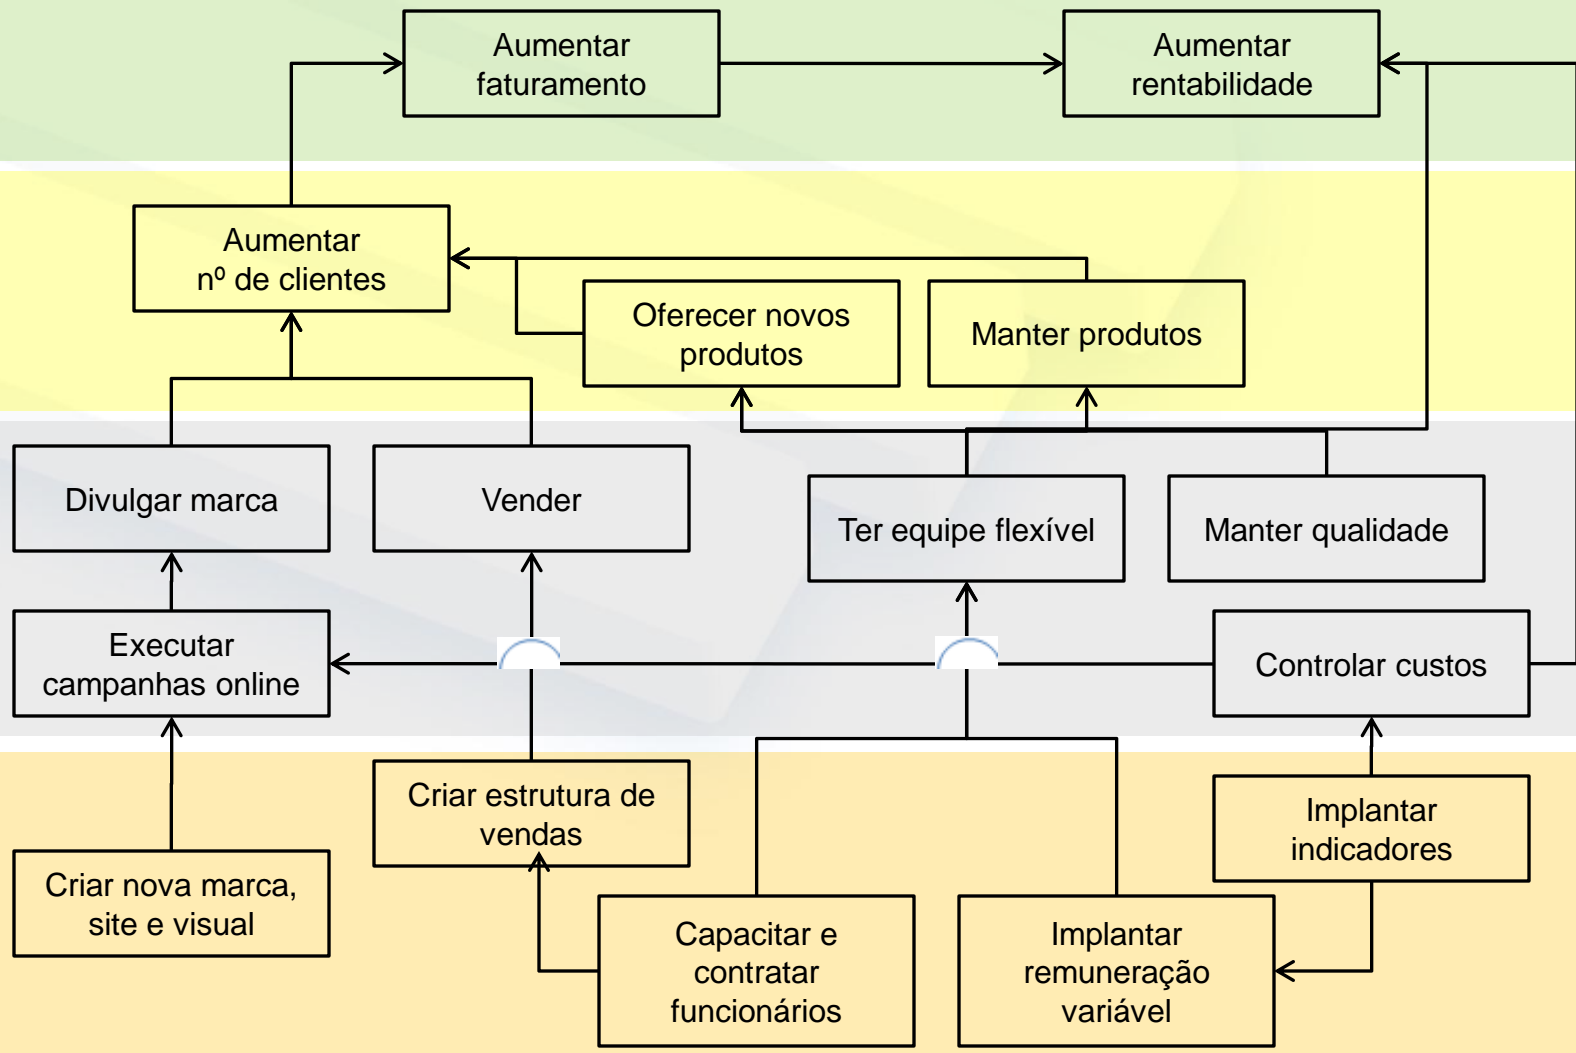 Aumentar
faturamento
Aumentar
rentabilidade
Aumentar
nº de clientes
Oferecer novos
produtos
Manter produtos
Divulgar marca
Vender
Ter equipe flexível
Manter qualidade
Executar
campanhas online
Controlar custos
Criar estrutura de
vendas
Implantar
indicadores
Criar nova marca,
site e visual
Capacitar e
contratar
funcionários
Implantar
remuneração
variável